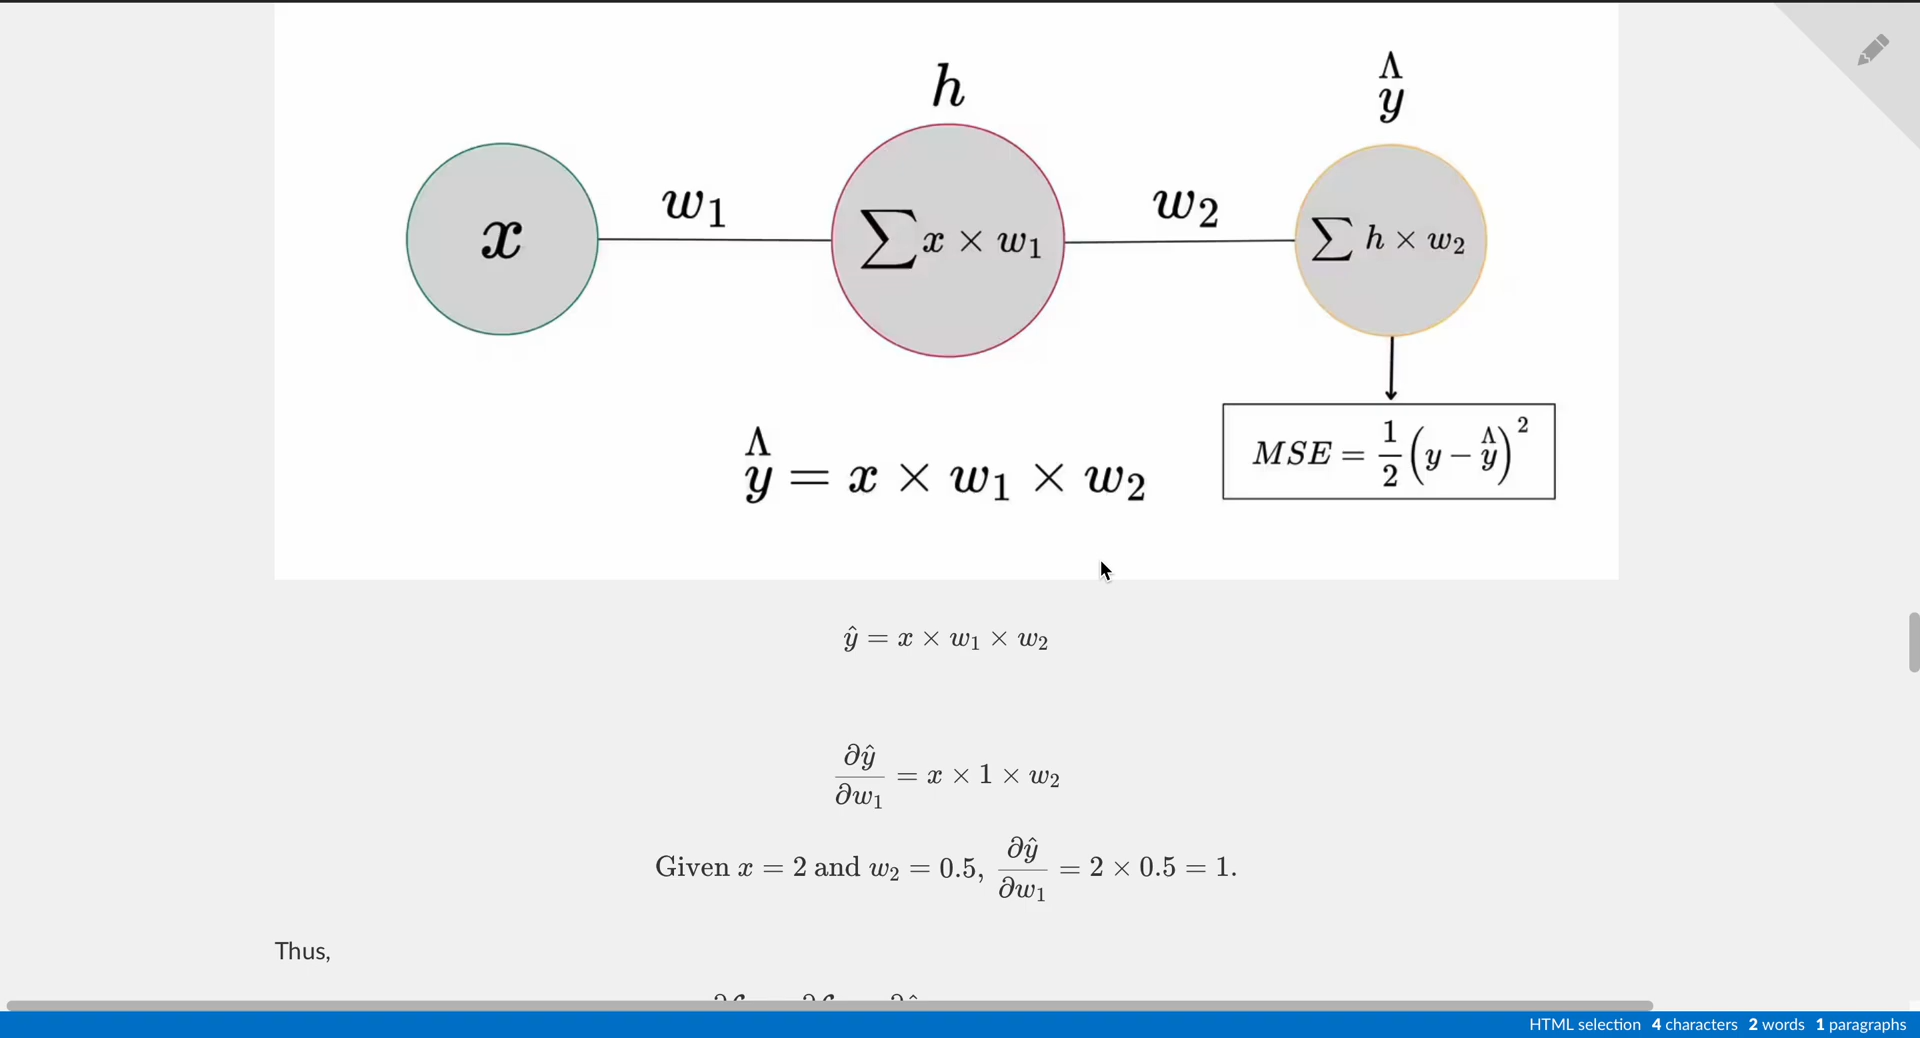 h
ŷ
x
w₁
∑ x × w₁
w₂
∑ h × w₂
MSE = 1/2 (y − ŷ)²
ŷ = x × w₁ × w₂
ŷ = x × w₁ × w₂
∂ŷ/∂w₁ = x × 1 × w₂
Given x = 2 and w₂ = 0.5, ∂ŷ/∂w₁ = 2 × 0.5 = 1.
Thus,
HTML selection 4 characters 2 words 1 paragraphs